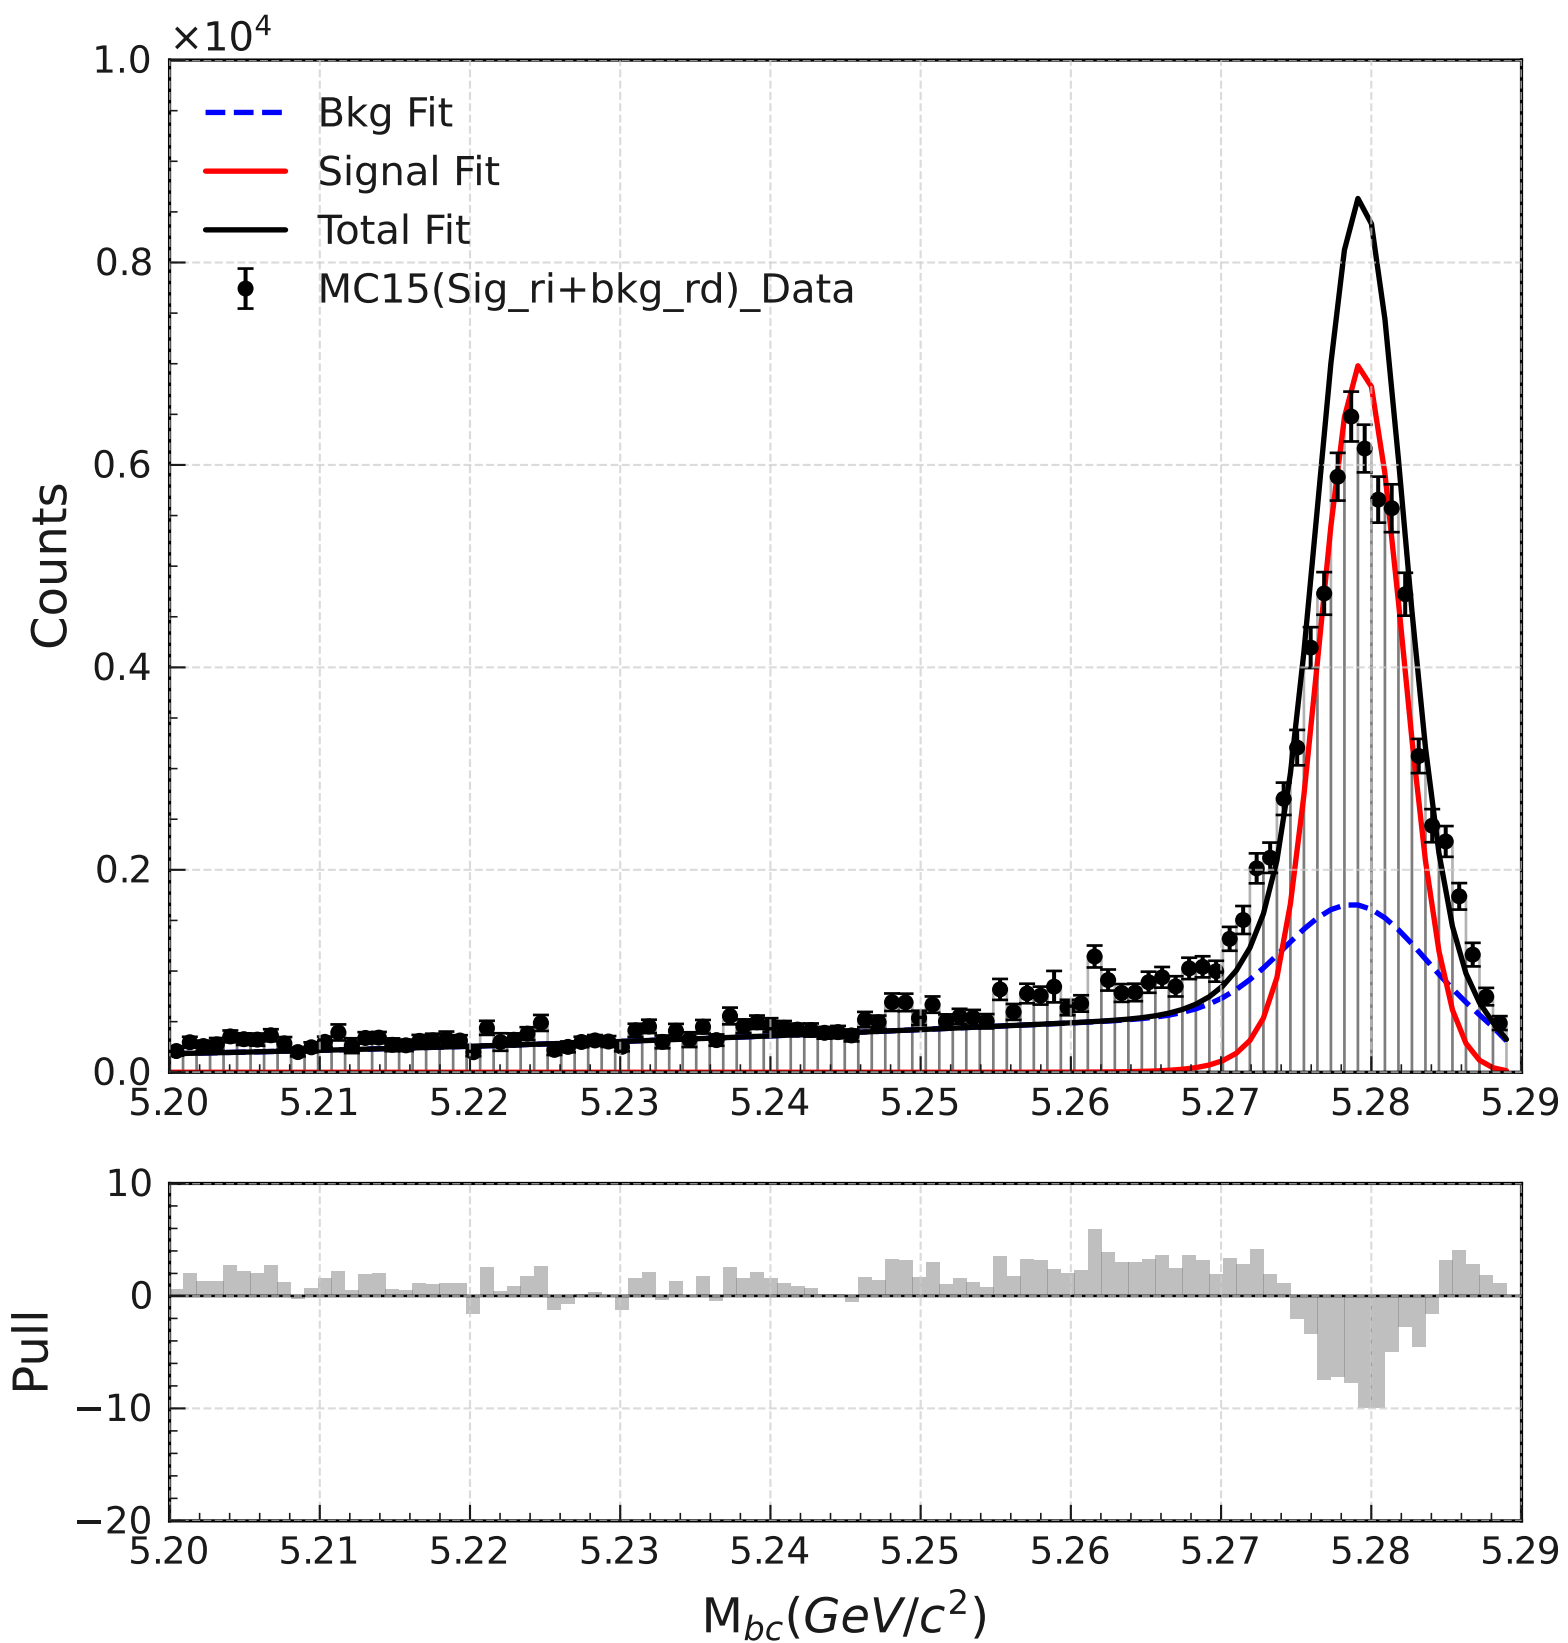 ×10⁴
1.0
0.8
0.6
0.4
0.2
0.0
Counts
Bkg Fit
Signal Fit
Total Fit
MC15(Sig_ri+bkg_rd)_Data
5.20 5.21 5.22 5.23 5.24 5.25 5.26 5.27 5.28 5.29
10
0
−10
−20
Pull
5.20 5.21 5.22 5.23 5.24 5.25 5.26 5.27 5.28 5.29
M_bc(GeV/c²)